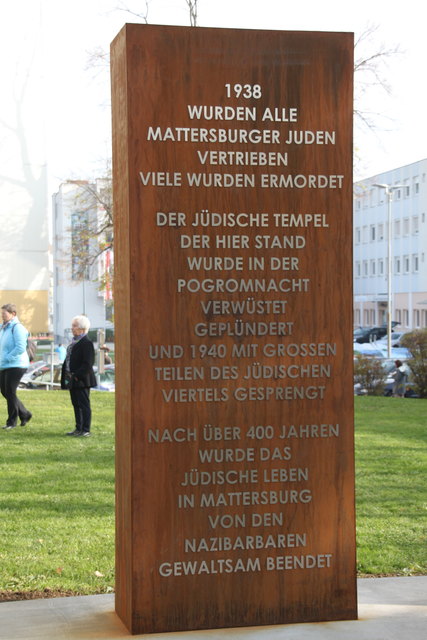 1938
WURDEN ALLE
MATTERSBURGER JUDEN
VERTRIEBEN
VIELE WURDEN ERMORDET
DER JÜDISCHE TEMPEL
DER HIER STAND
WURDE IN DER
POGROMNACHT
VERWÜSTET
GEPLÜNDERT
UND 1940 MIT GROSSEN
TEILEN DES JÜDISCHEN
VIERTELS GESPRENGT
NACH ÜBER 400 JAHREN
WURDE DAS
JÜDISCHE LEBEN
IN MATTERSBURG
VON DEN
NAZIBARBAREN
GEWALTSAM BEENDET